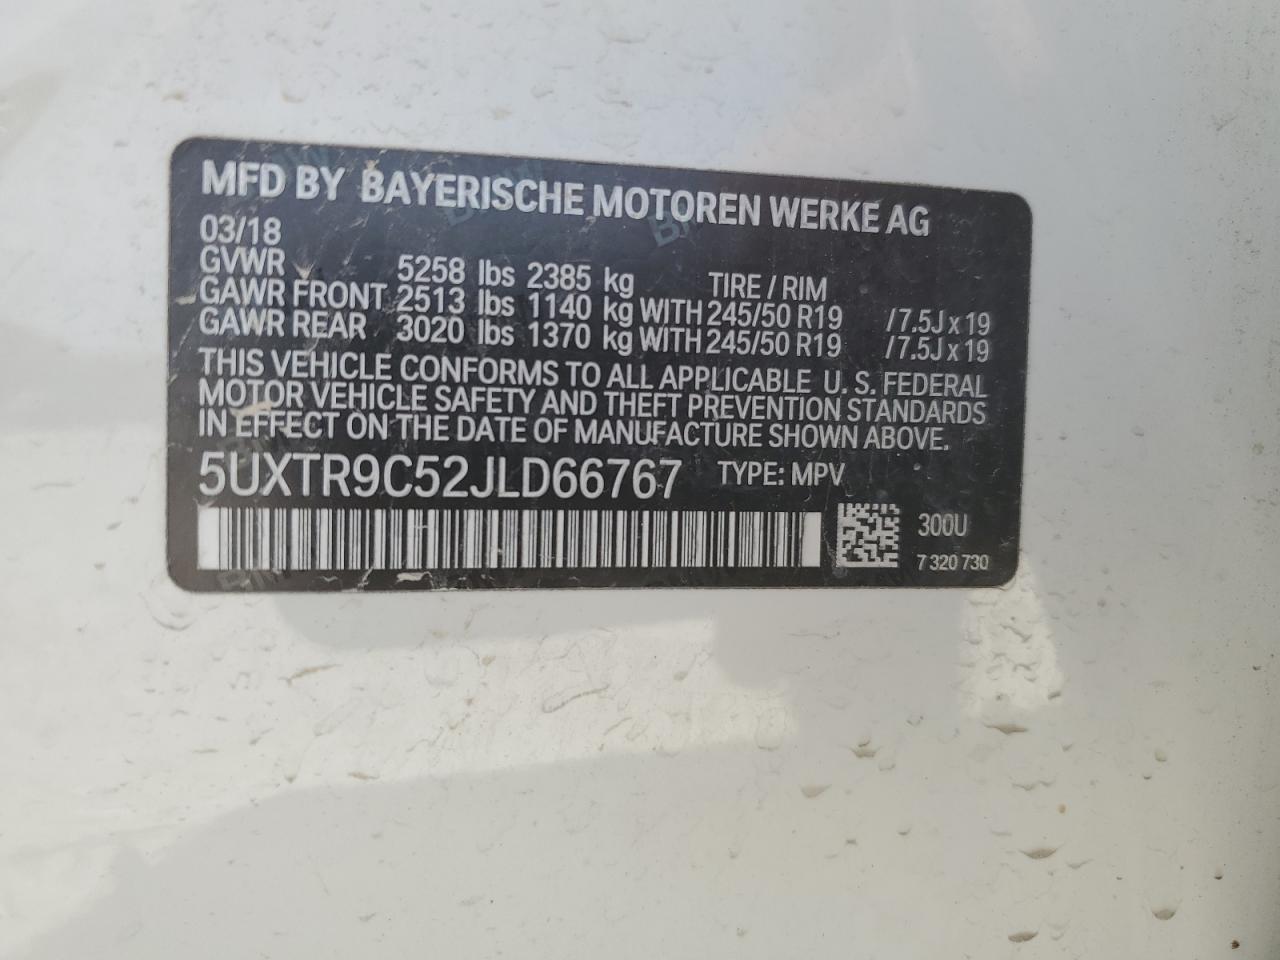 MFD BY BAYERISCHE MOTOREN WERKE AG
03/18
GVWR 5258 lbs 2385 kg TIRE / RIM
GAWR FRONT 2513 lbs 1140 kg WITH 245/50 R19 /7.5J x 19
GAWR REAR 3020 lbs 1370 kg WITH 245/50 R19 /7.5J x 19
THIS VEHICLE CONFORMS TO ALL APPLICABLE U. S. FEDERAL
MOTOR VEHICLE SAFETY AND THEFT PREVENTION STANDARDS
IN EFFECT ON THE DATE OF MANUFACTURE SHOWN ABOVE.
5UXTR9C52JLD66767 TYPE: MPV
300U
7 320 730